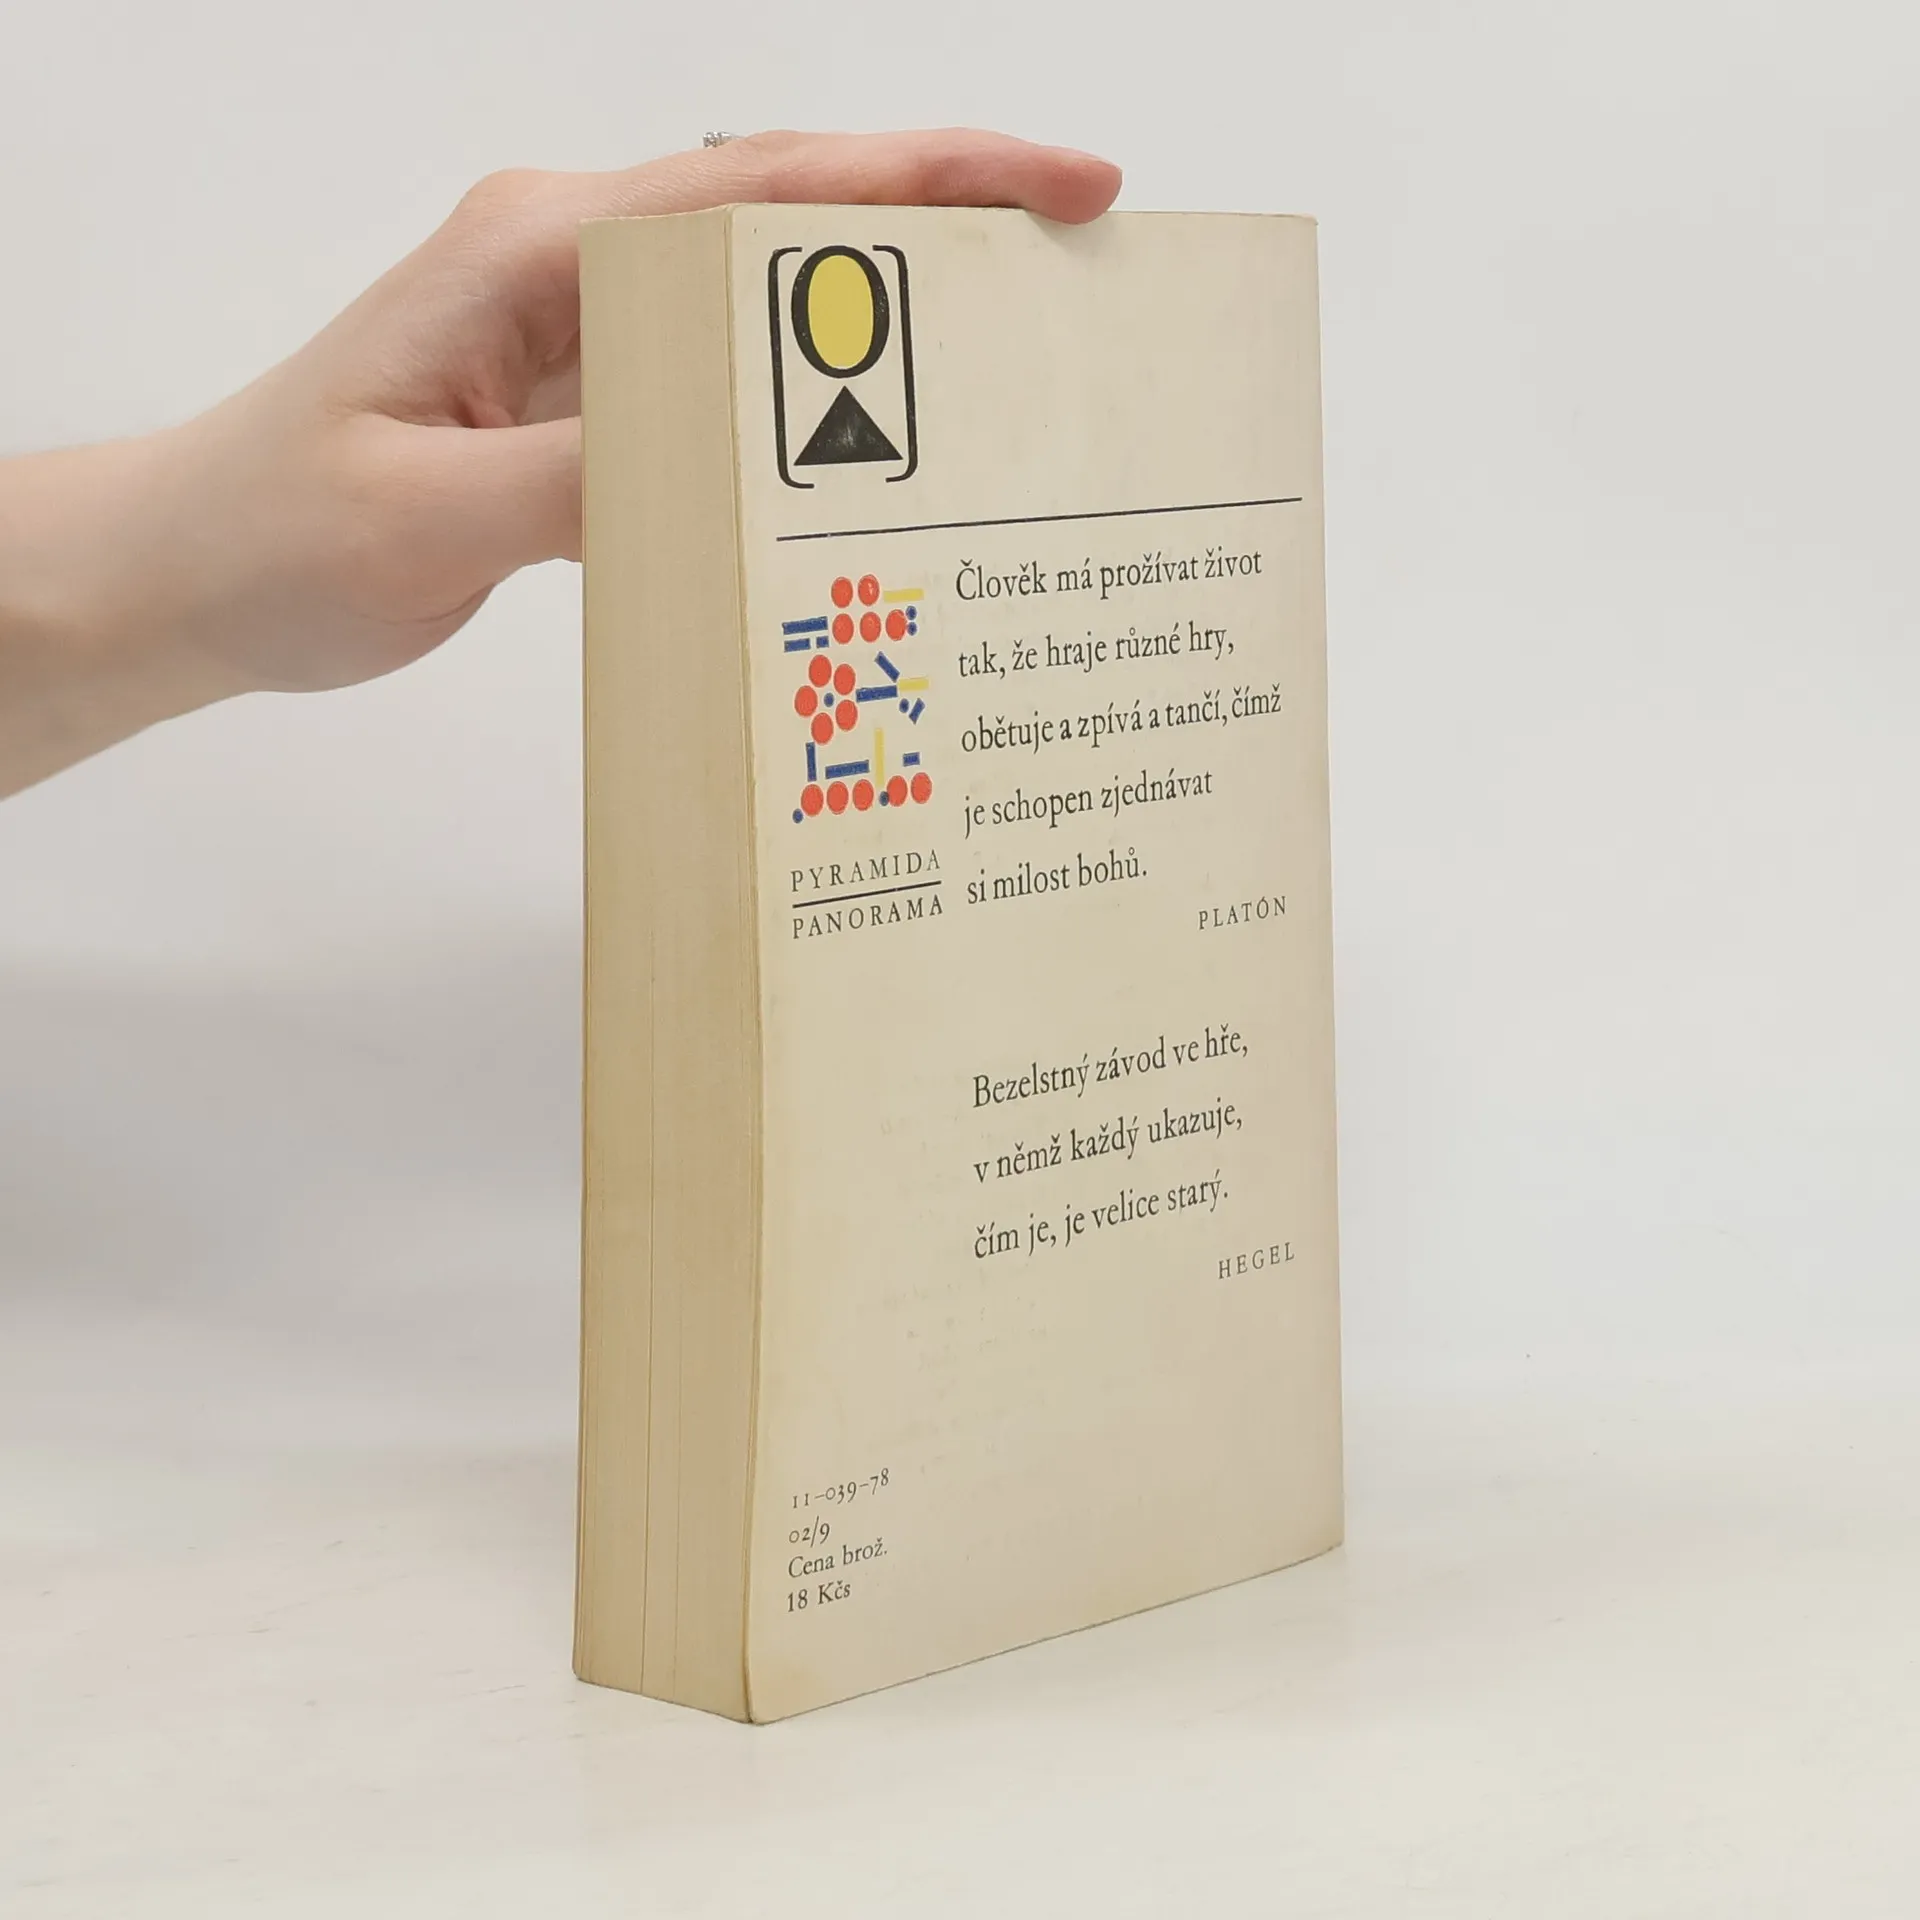 Člověk má prožívat život
tak, že hraje různé hry,
obětuje a zpívá a tančí, čímž
je schopen zjednávat
si milost bohů.
PLATÓN
PYRAMIDA
PANORAMA
Bezelstný závod ve hře,
v němž každý ukazuje,
čím je, je velice starý.
HEGEL
11-039-78
02/9
Cena brož.
18 Kčs